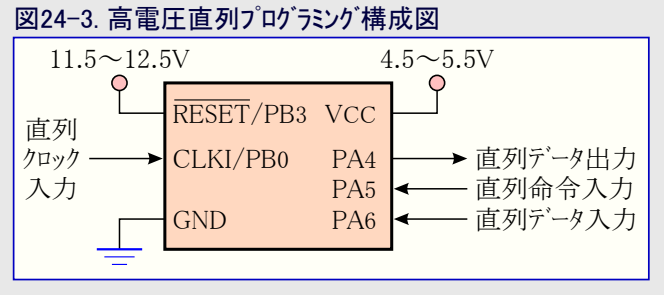 図24-3. 高電圧直列ﾌﾟﾛｸﾞﾗﾐﾝｸﾞ構成図
11.5～12.5V
4.5～5.5V
RESET/PB3
VCC
直列
ｸﾛｯｸ
入力
CLKI/PB0
PA4
直列ﾃﾞｰﾀ出力
PA5
直列命令入力
GND
PA6
直列ﾃﾞｰﾀ入力